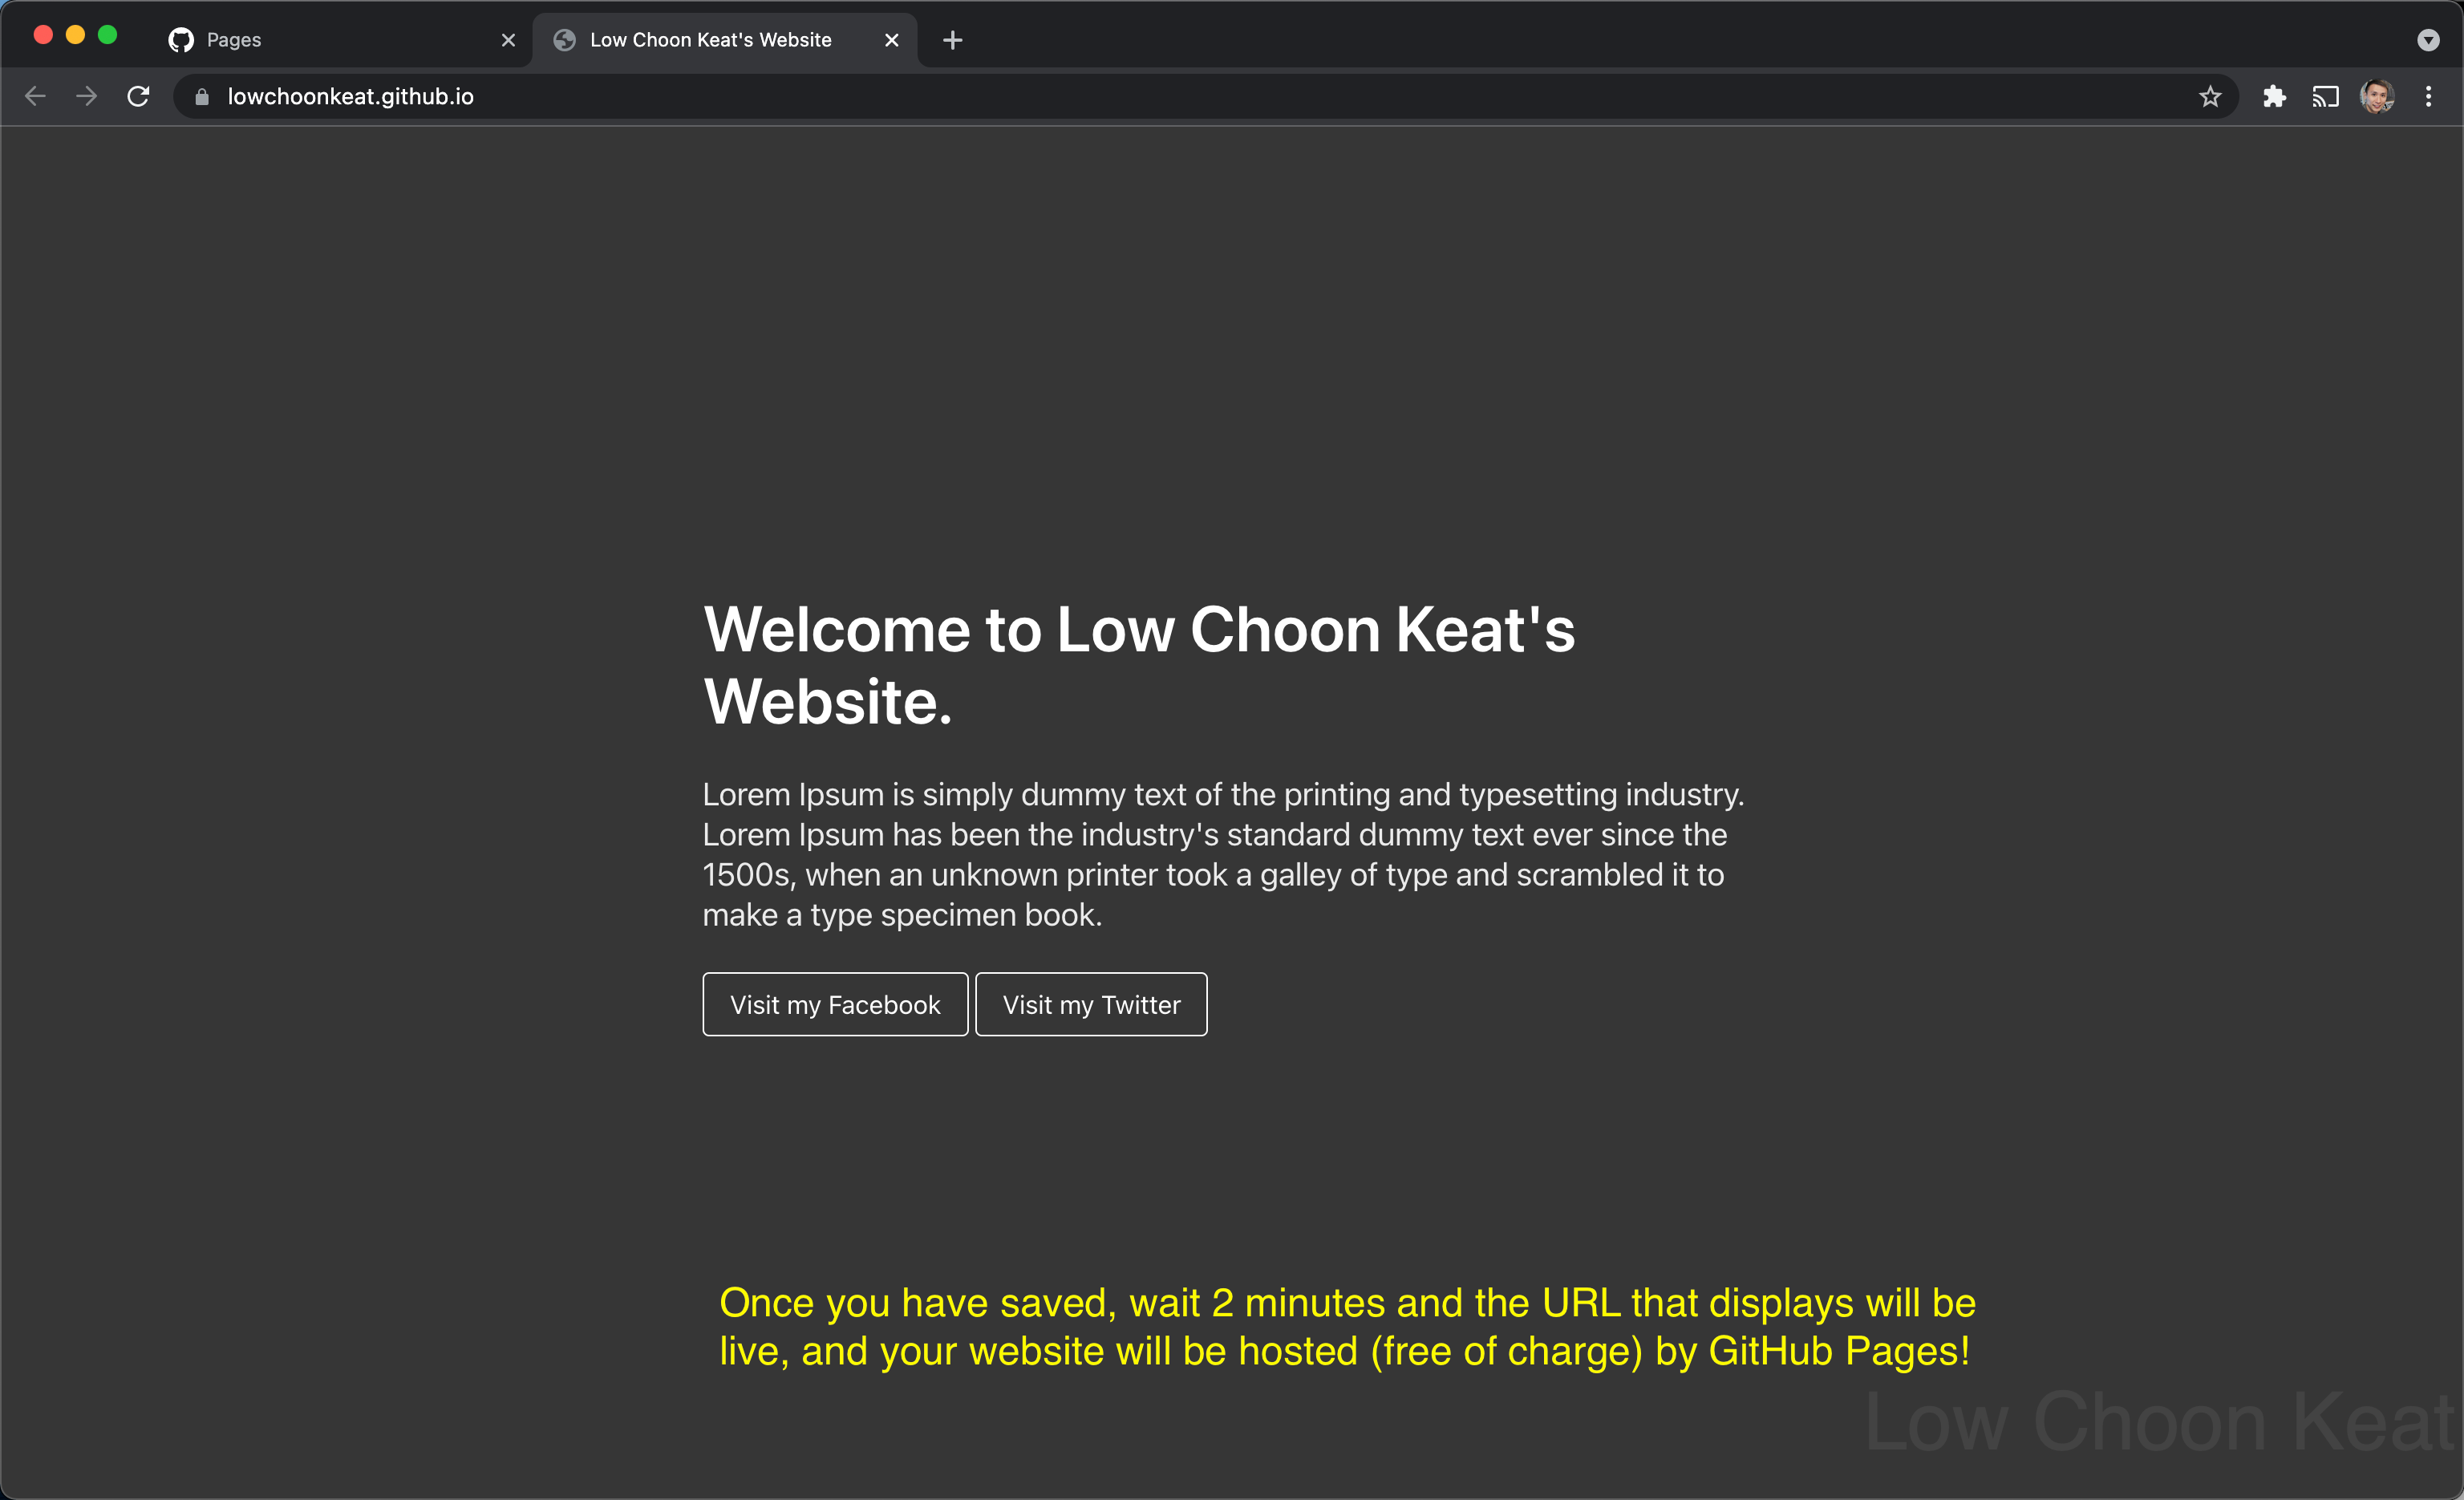 Pages
Low Choon Keat's Website
lowchoonkeat.github.io
Welcome to Low Choon Keat's
Website.
Lorem Ipsum is simply dummy text of the printing and typesetting industry.
Lorem Ipsum has been the industry's standard dummy text ever since the
1500s, when an unknown printer took a galley of type and scrambled it to
make a type specimen book.
Visit my Facebook
Visit my Twitter
Once you have saved, wait 2 minutes and the URL that displays will be
live, and your website will be hosted (free of charge) by GitHub Pages!
Low Choon Keat